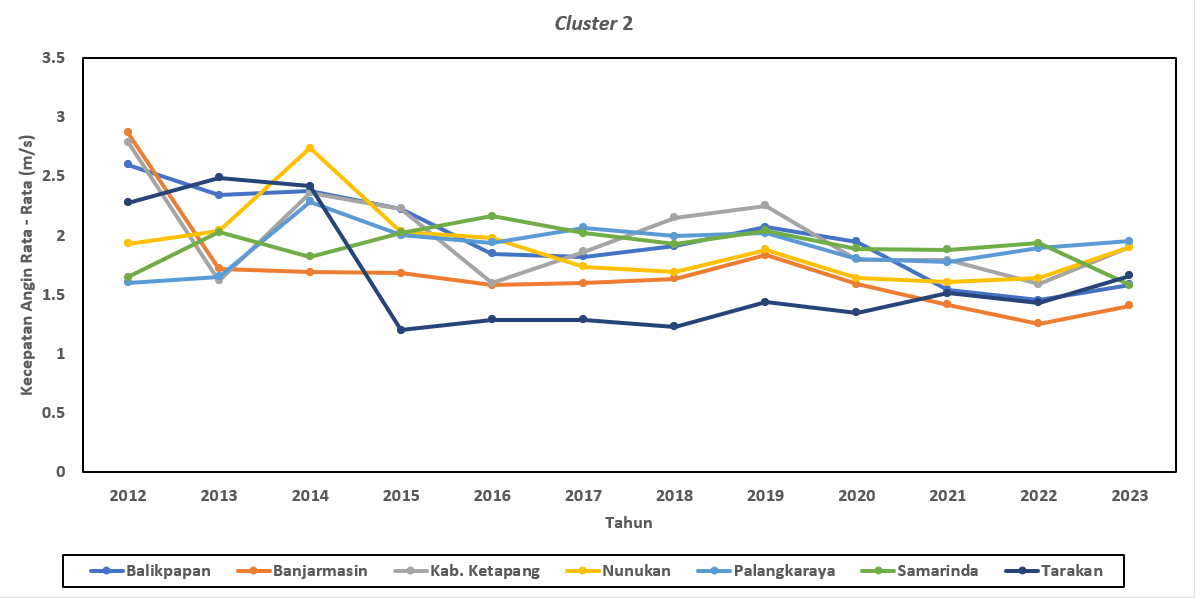 Cluster 2
3.5
3
2.5
2
1.5
1
0.5
0
Kecepatan Angin Rata - Rata (m/s)
2012 2013 2014 2015 2016 2017 2018 2019 2020 2021 2022 2023
Tahun
Balikpapan Banjarmasin Kab. Ketapang Nunukan Palangkaraya Samarinda Tarakan